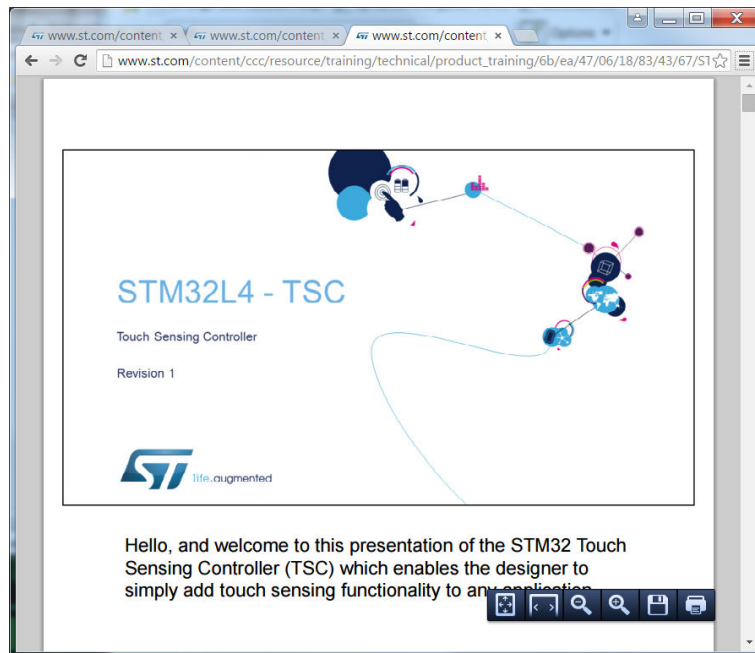 www.st.com/content
www.st.com/content
www.st.com/content
www.st.com/content/ccc/resource/training/technical/product_training/6b/ea/47/06/18/83/43/67/S
STM32L4 - TSC
Touch Sensing Controller
Revision 1
life.augmented
Hello, and welcome to this presentation of the STM32 Touch
Sensing Controller (TSC) which enables the designer to
simply add touch sensing functionality to any application